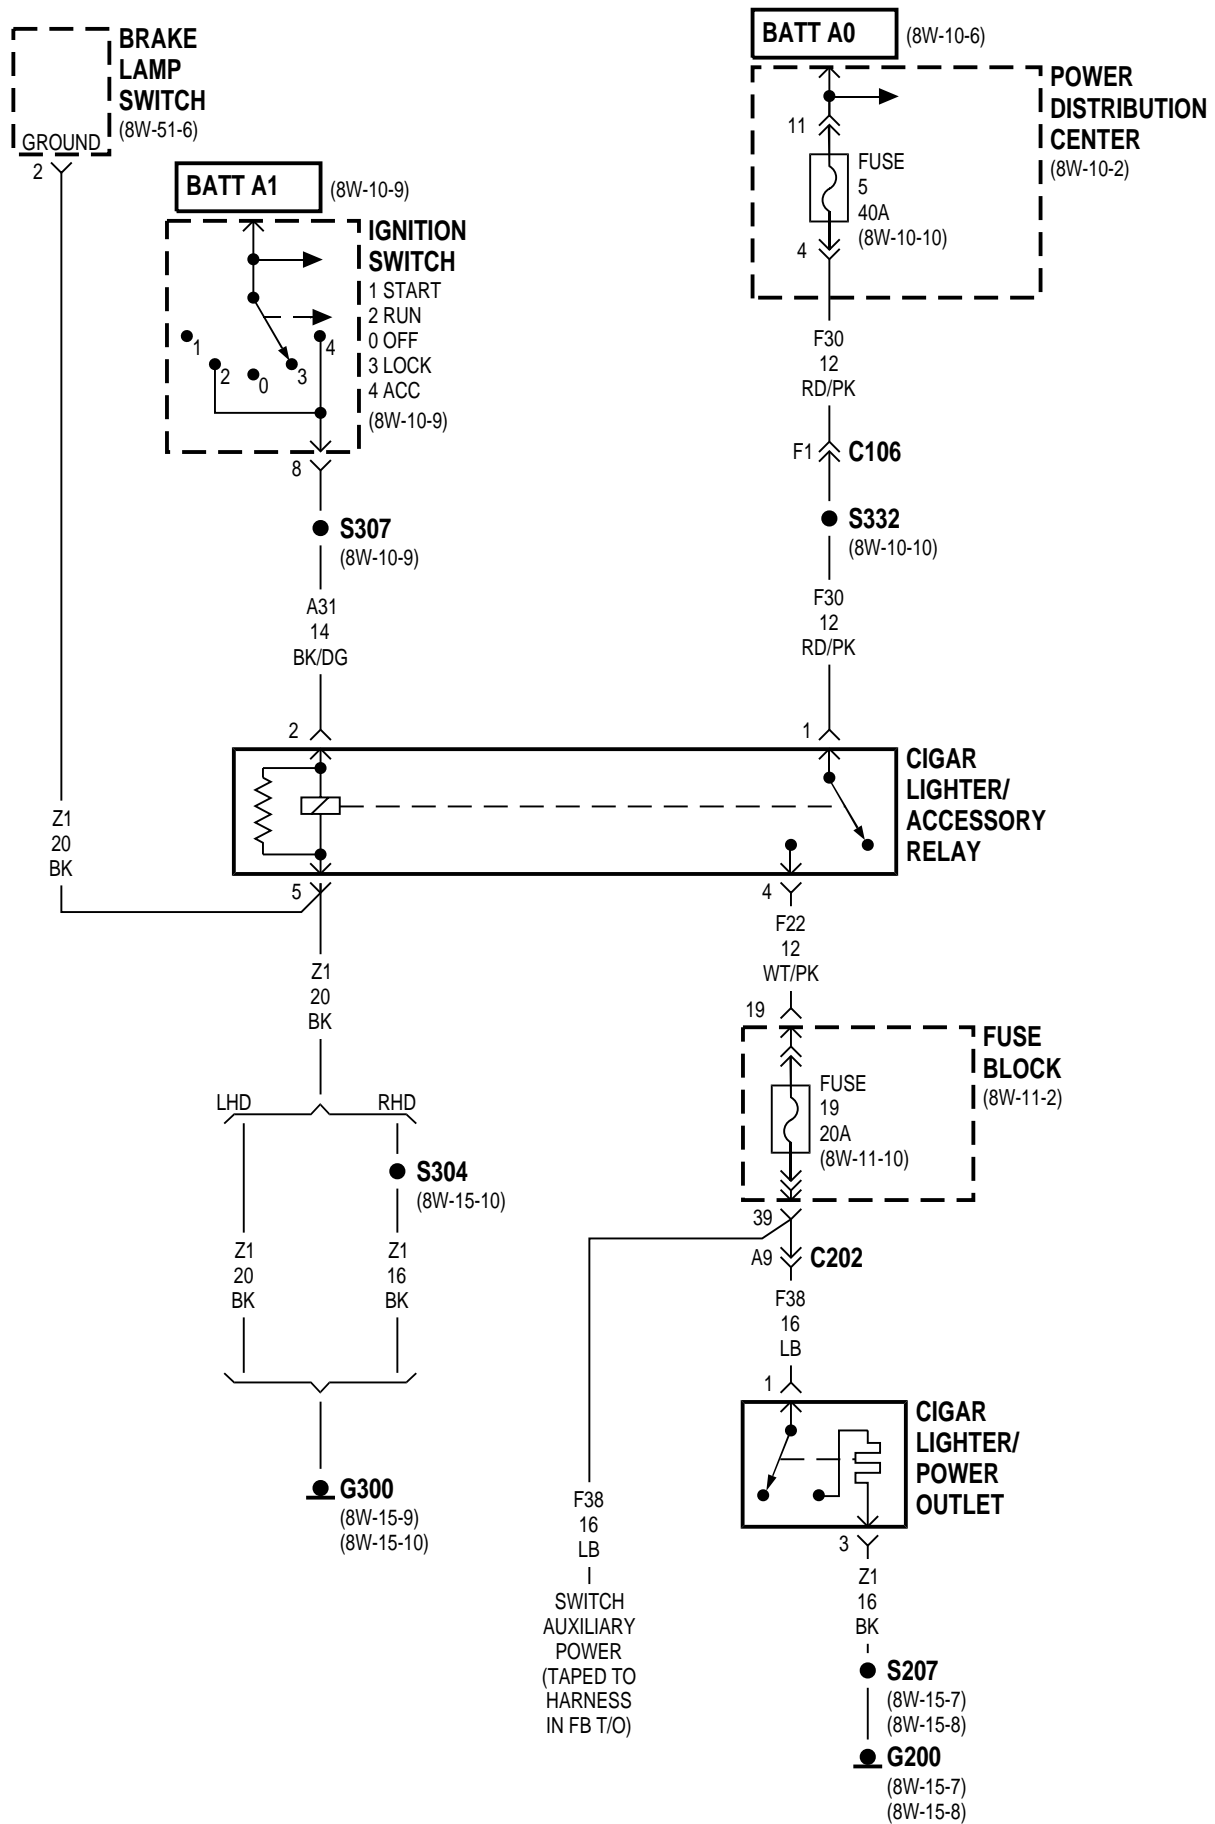 BRAKE
LAMP
SWITCH
(8W-51-6)
GROUND
2
BATT A1
(8W-10-9)
IGNITION
SWITCH
1 START
2 RUN
0 OFF
3 LOCK
4 ACC
(8W-10-9)
1
2
0
3
4
8
S307
(8W-10-9)
A31
14
BK/DG
2
BATT A0
(8W-10-6)
POWER
DISTRIBUTION
CENTER
(8W-10-2)
11
FUSE
5
40A
(8W-10-10)
4
F30
12
RD/PK
F1
C106
S332
(8W-10-10)
F30
12
RD/PK
1
CIGAR
LIGHTER/
ACCESSORY
RELAY
Z1
20
BK
5
Z1
20
BK
LHD
RHD
S304
(8W-15-10)
Z1
20
BK
Z1
16
BK
G300
(8W-15-9)
(8W-15-10)
4
F22
12
WT/PK
19
FUSE
BLOCK
(8W-11-2)
FUSE
19
20A
(8W-11-10)
39
A9
C202
F38
16
LB
1
CIGAR
LIGHTER/
POWER
OUTLET
F38
16
LB
SWITCH
AUXILIARY
POWER
(TAPED TO
HARNESS
IN FB T/O)
3
Z1
16
BK
S207
(8W-15-7)
(8W-15-8)
G200
(8W-15-7)
(8W-15-8)